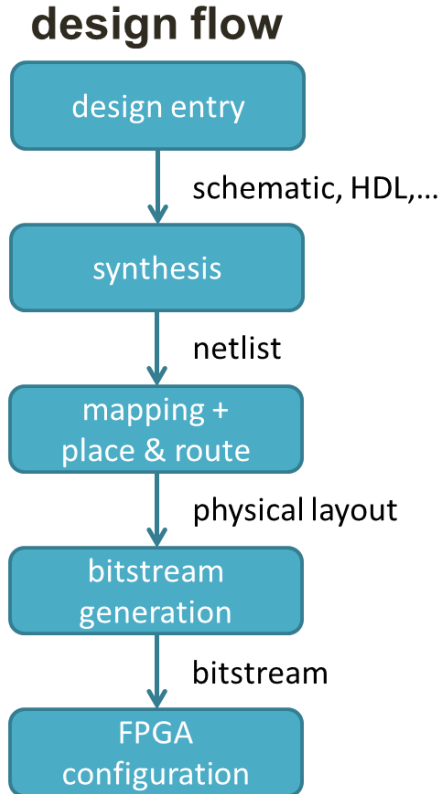 design flow
design entry
schematic, HDL,...
synthesis
netlist
mapping +
place & route
physical layout
bitstream
generation
bitstream
FPGA
configuration